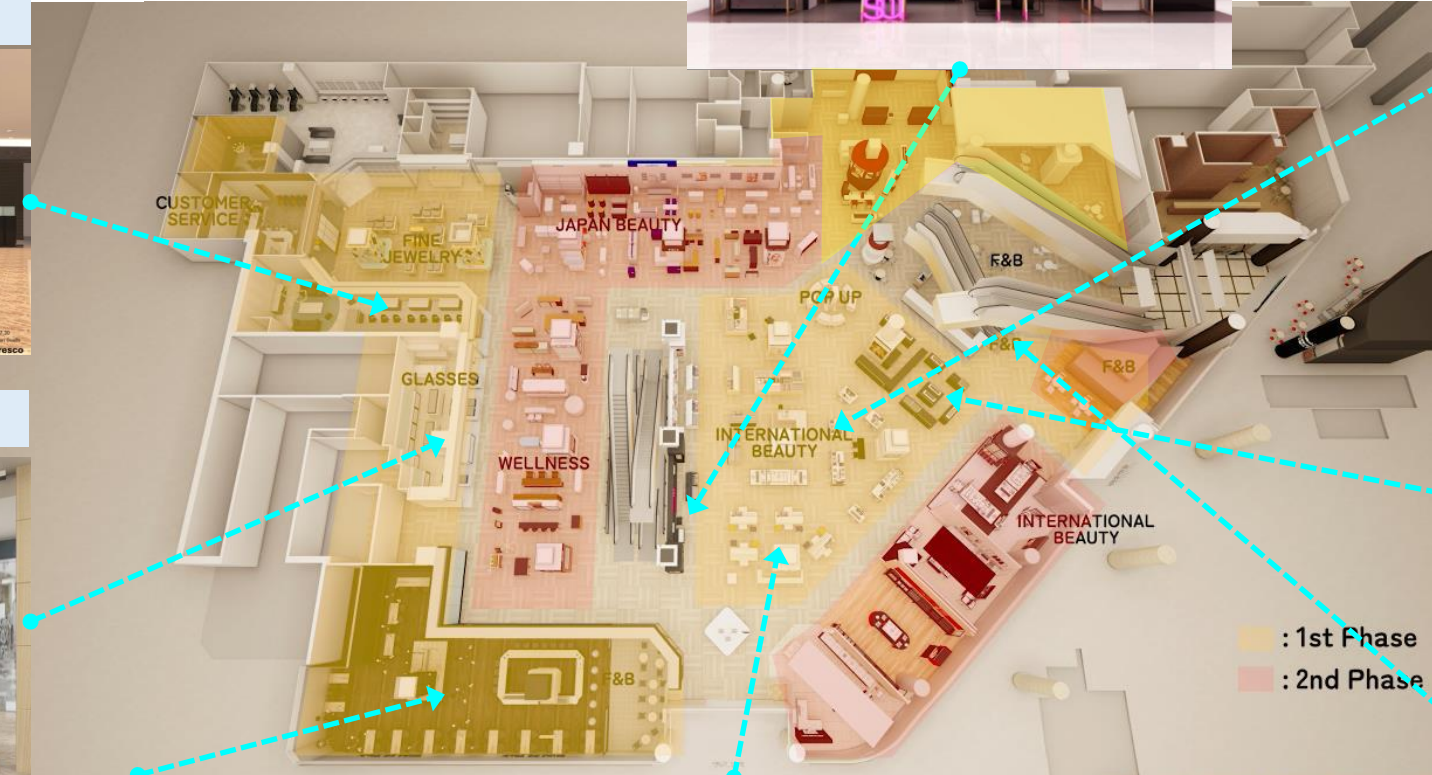 CUSTOMER
SERVICE
FINE
JEWELRY
JAPAN BEAUTY
F&B
POP UP
F&B
F&B
GLASSES
INTERNATIONAL
BEAUTY
WELLNESS
INTERNATIONAL
BEAUTY
F&B
: 1st Phase
: 2nd Phase